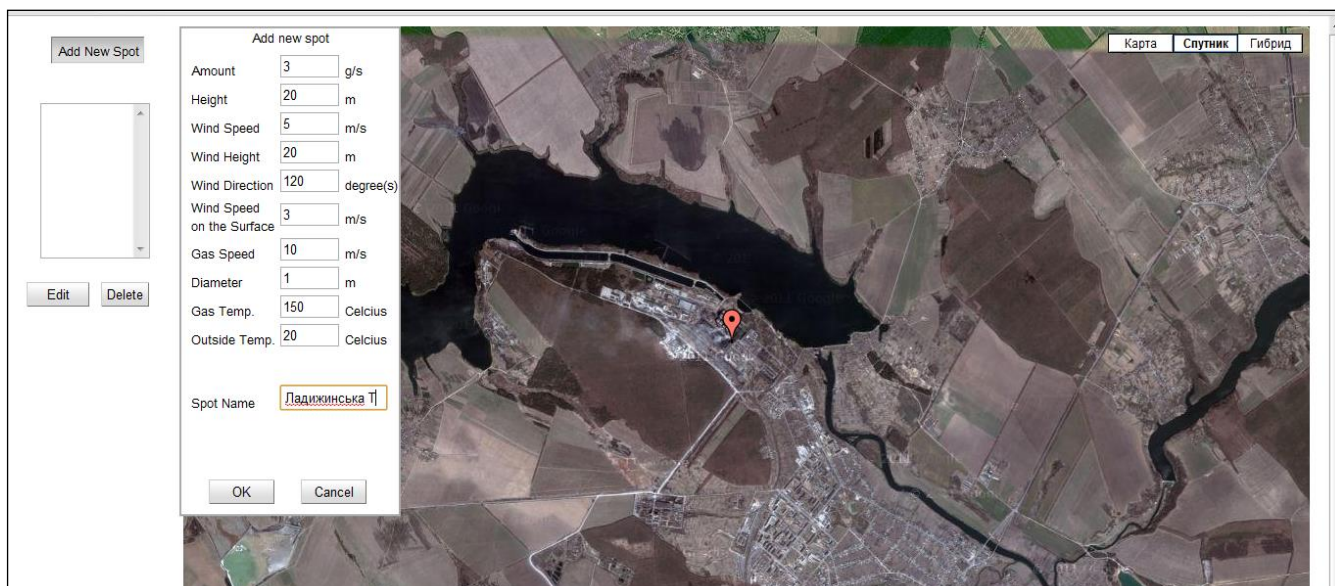 Add New Spot
Edit
Delete
Add new spot
Amount 3 g/s
Height 20 m
Wind Speed 5 m/s
Wind Height 20 m
Wind Direction 120 degree(s)
Wind Speed
on the Surface 3 m/s
Gas Speed 10 m/s
Diameter 1 m
Gas Temp. 150 Celcius
Outside Temp. 20 Celcius
Spot Name Ладижинська Т
OK
Cancel
Карта
Спутник
Гибрид